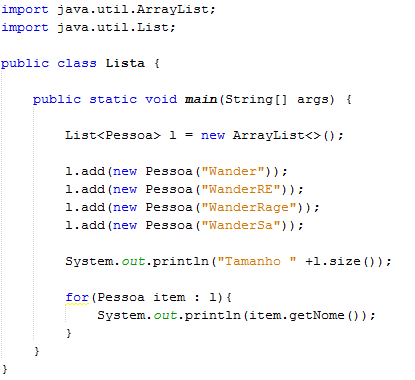 import java.util.ArrayList;
import java.util.List;
public class Lista {
public static void main(String[] args) {
List<Pessoa> l = new ArrayList<>();
l.add(new Pessoa("Wander"));
l.add(new Pessoa("WanderRE"));
l.add(new Pessoa("WanderRage"));
l.add(new Pessoa("WanderSa"));
System.out.println("Tamanho " +l.size());
for(Pessoa item : l){
System.out.println(item.getNome());
}
}
}